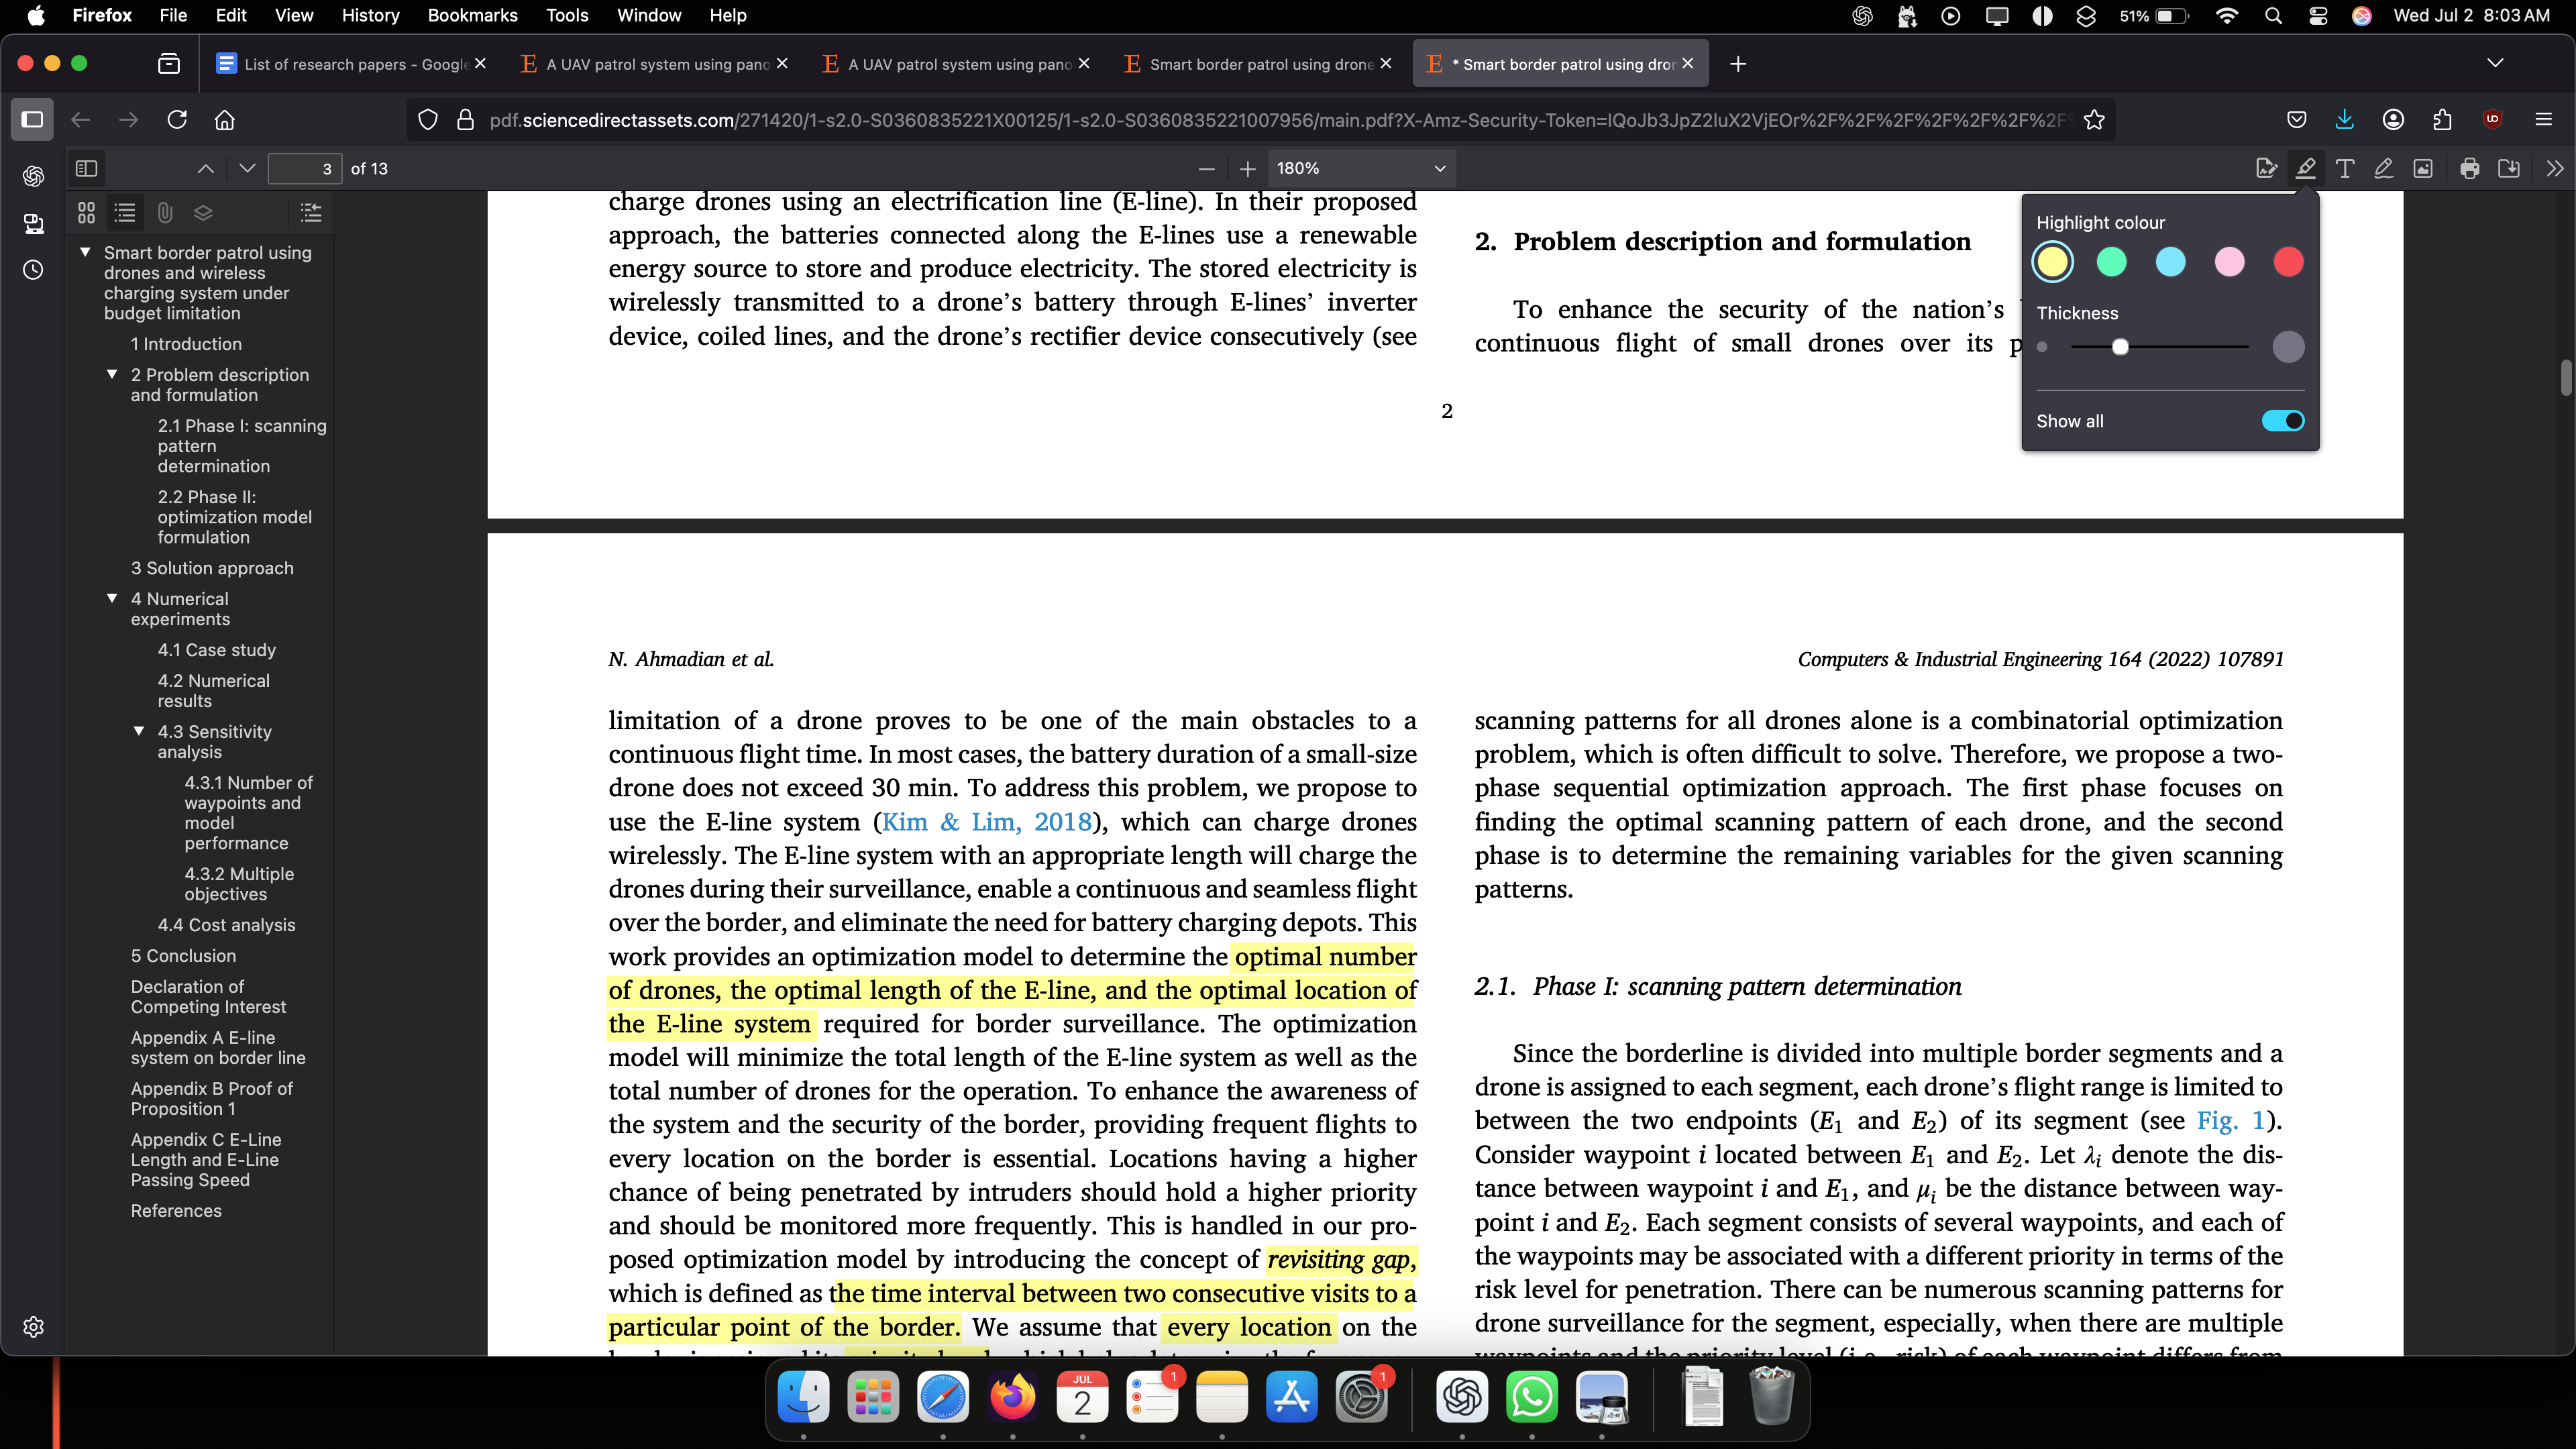 Firefox File Edit View History Bookmarks Tools Window Help
51%
Wed Jul 2 8:03 AM
List of research papers - Google
A UAV patrol system using pano
A UAV patrol system using pano
Smart border patrol using drone
* Smart border patrol using dron
pdf.sciencedirectassets.com/271420/1-s2.0-S0360835221X00125/1-s2.0-S0360835221007956/main.pdf?X-Amz-Security-Token=IQoJb3JpZ2luX2VjEOr%2F%2F%2F%2F%2F%2F%2F
3 of 13
180%
Smart border patrol using
drones and wireless
charging system under
budget limitation
1 Introduction
2 Problem description
and formulation
2.1 Phase I: scanning
pattern
determination
2.2 Phase II:
optimization model
formulation
3 Solution approach
4 Numerical
experiments
4.1 Case study
4.2 Numerical
results
4.3 Sensitivity
analysis
4.3.1 Number of
waypoints and
model
performance
4.3.2 Multiple
objectives
4.4 Cost analysis
5 Conclusion
Declaration of
Competing Interest
Appendix A E-line
system on border line
Appendix B Proof of
Proposition 1
Appendix C E-Line
Length and E-Line
Passing Speed
References
charge drones using an electrification line (E-line). In their proposed
approach, the batteries connected along the E-lines use a renewable
energy source to store and produce electricity. The stored electricity is
wirelessly transmitted to a drone's battery through E-lines' inverter
device, coiled lines, and the drone's rectifier device consecutively (see
2. Problem description and formulation
To enhance the security of the nation's
continuous flight of small drones over its p
Highlight colour
Thickness
Show all
2
N. Ahmadian et al.
Computers & Industrial Engineering 164 (2022) 107891
limitation of a drone proves to be one of the main obstacles to a
continuous flight time. In most cases, the battery duration of a small-size
drone does not exceed 30 min. To address this problem, we propose to
use the E-line system (Kim & Lim, 2018), which can charge drones
wirelessly. The E-line system with an appropriate length will charge the
drones during their surveillance, enable a continuous and seamless flight
over the border, and eliminate the need for battery charging depots. This
work provides an optimization model to determine the optimal number
of drones, the optimal length of the E-line, and the optimal location of
the E-line system required for border surveillance. The optimization
model will minimize the total length of the E-line system as well as the
total number of drones for the operation. To enhance the awareness of
the system and the security of the border, providing frequent flights to
every location on the border is essential. Locations having a higher
chance of being penetrated by intruders should hold a higher priority
and should be monitored more frequently. This is handled in our pro-
posed optimization model by introducing the concept of revisiting gap,
which is defined as the time interval between two consecutive visits to a
particular point of the border. We assume that every location on the
scanning patterns for all drones alone is a combinatorial optimization
problem, which is often difficult to solve. Therefore, we propose a two-
phase sequential optimization approach. The first phase focuses on
finding the optimal scanning pattern of each drone, and the second
phase is to determine the remaining variables for the given scanning
patterns.
2.1. Phase I: scanning pattern determination
Since the borderline is divided into multiple border segments and a
drone is assigned to each segment, each drone's flight range is limited to
between the two endpoints (E1 and E2) of its segment (see Fig. 1).
Consider waypoint i located between E1 and E2. Let λi denote the dis-
tance between waypoint i and E1, and μi be the distance between way-
point i and E2. Each segment consists of several waypoints, and each of
the waypoints may be associated with a different priority in terms of the
risk level for penetration. There can be numerous scanning patterns for
drone surveillance for the segment, especially, when there are multiple
waypoints and the priority level (i.e., risk) of each waypoint differs from
JUL
2
1
1